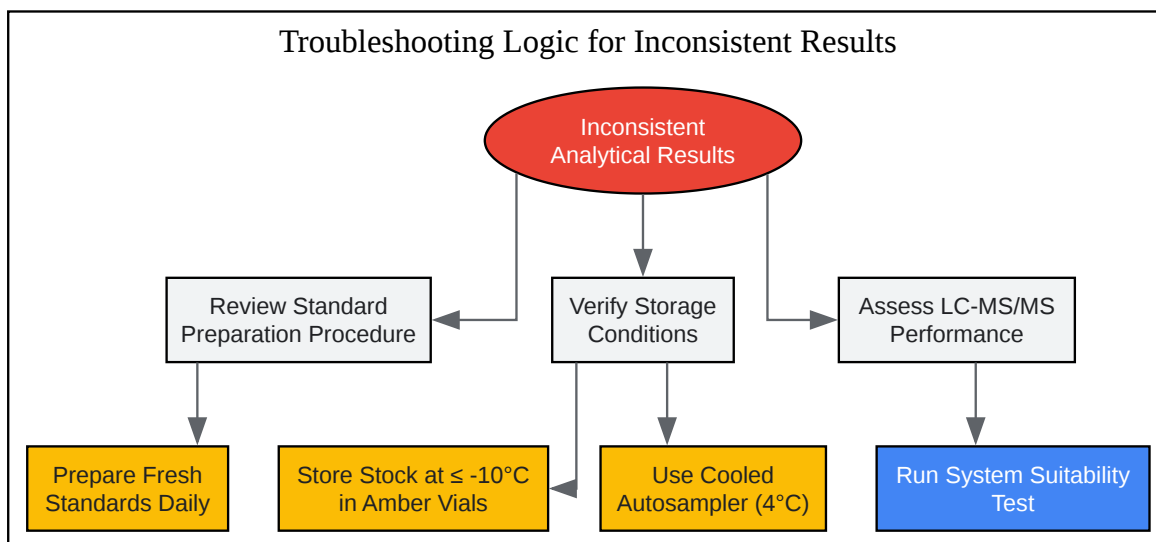 Troubleshooting Logic for Inconsistent Results
Inconsistent
Analytical Results
Review Standard
Preparation Procedure
Verify Storage
Conditions
Assess LC-MS/MS
Performance
Prepare Fresh
Standards Daily
Store Stock at ≤ -10°C
in Amber Vials
Use Cooled
Autosampler (4°C)
Run System Suitability
Test